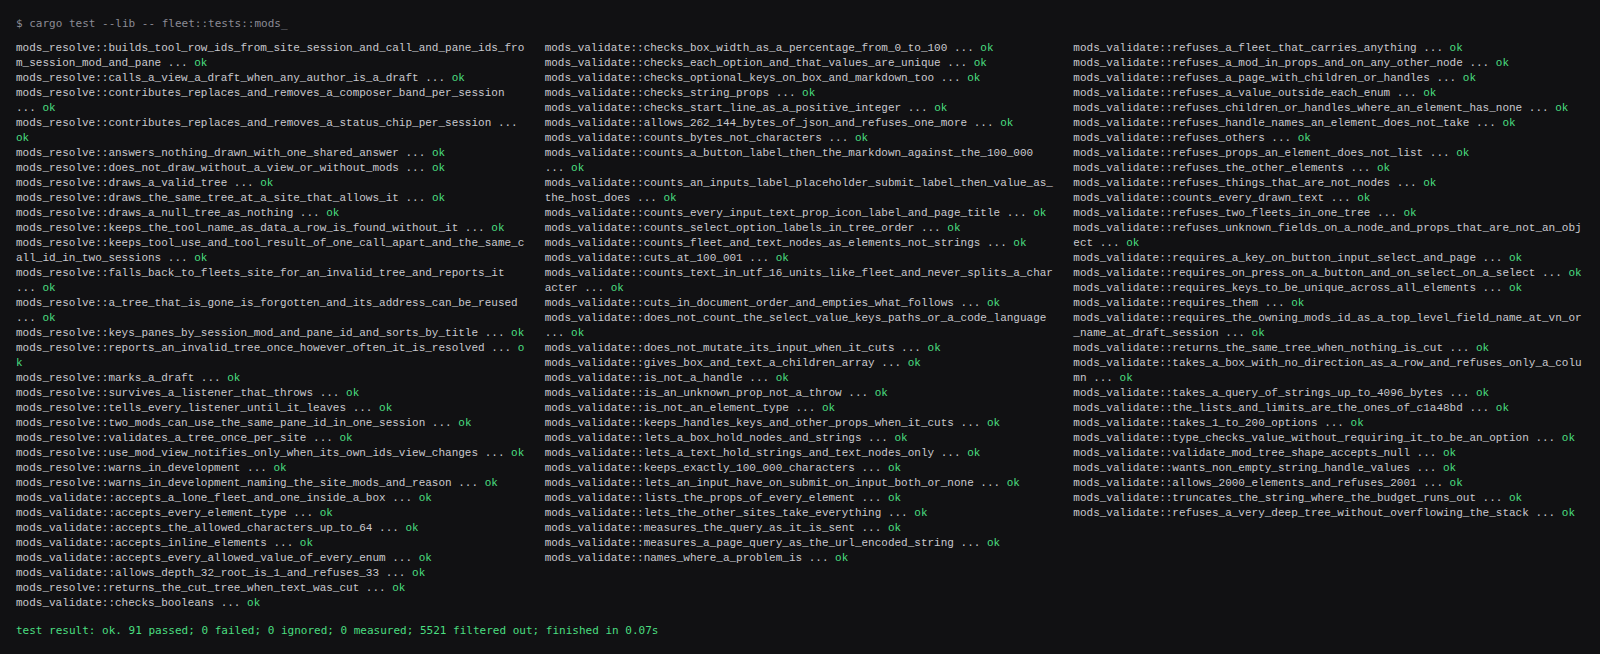 $ cargo test --lib -- fleet::tests::mods_
mods_resolve::builds_tool_row_ids_from_site_session_and_call_and_pane_ids_fro
m_session_mod_and_pane ... ok
mods_resolve::calls_a_view_a_draft_when_any_author_is_a_draft ... ok
mods_resolve::contributes_replaces_and_removes_a_composer_band_per_session
... ok
mods_resolve::contributes_replaces_and_removes_a_status_chip_per_session ...
ok
mods_resolve::answers_nothing_drawn_with_one_shared_answer ... ok
mods_resolve::does_not_draw_without_a_view_or_without_mods ... ok
mods_resolve::draws_a_valid_tree ... ok
mods_resolve::draws_the_same_tree_at_a_site_that_allows_it ... ok
mods_resolve::draws_a_null_tree_as_nothing ... ok
mods_resolve::keeps_the_tool_name_as_data_a_row_is_found_without_it ... ok
mods_resolve::keeps_tool_use_and_tool_result_of_one_call_apart_and_the_same_c
all_id_in_two_sessions ... ok
mods_resolve::falls_back_to_fleets_site_for_an_invalid_tree_and_reports_it
... ok
mods_resolve::a_tree_that_is_gone_is_forgotten_and_its_address_can_be_reused
... ok
mods_resolve::keys_panes_by_session_mod_and_pane_id_and_sorts_by_title ... ok
mods_resolve::reports_an_invalid_tree_once_however_often_it_is_resolved ... o
k
mods_resolve::marks_a_draft ... ok
mods_resolve::survives_a_listener_that_throws ... ok
mods_resolve::tells_every_listener_until_it_leaves ... ok
mods_resolve::two_mods_can_use_the_same_pane_id_in_one_session ... ok
mods_resolve::validates_a_tree_once_per_site ... ok
mods_resolve::use_mod_view_notifies_only_when_its_own_ids_view_changes ... ok
mods_resolve::warns_in_development ... ok
mods_resolve::warns_in_development_naming_the_site_mods_and_reason ... ok
mods_validate::accepts_a_lone_fleet_and_one_inside_a_box ... ok
mods_validate::accepts_every_element_type ... ok
mods_validate::accepts_the_allowed_characters_up_to_64 ... ok
mods_validate::accepts_inline_elements ... ok
mods_validate::accepts_every_allowed_value_of_every_enum ... ok
mods_validate::allows_depth_32_root_is_1_and_refuses_33 ... ok
mods_resolve::returns_the_cut_tree_when_text_was_cut ... ok
mods_validate::checks_booleans ... ok
mods_validate::checks_box_width_as_a_percentage_from_0_to_100 ... ok
mods_validate::checks_each_option_and_that_values_are_unique ... ok
mods_validate::checks_optional_keys_on_box_and_markdown_too ... ok
mods_validate::checks_string_props ... ok
mods_validate::checks_start_line_as_a_positive_integer ... ok
mods_validate::allows_262_144_bytes_of_json_and_refuses_one_more ... ok
mods_validate::counts_bytes_not_characters ... ok
mods_validate::counts_a_button_label_then_the_markdown_against_the_100_000
... ok
mods_validate::counts_an_inputs_label_placeholder_submit_label_then_value_as_
the_host_does ... ok
mods_validate::counts_every_input_text_prop_icon_label_and_page_title ... ok
mods_validate::counts_select_option_labels_in_tree_order ... ok
mods_validate::counts_fleet_and_text_nodes_as_elements_not_strings ... ok
mods_validate::cuts_at_100_001 ... ok
mods_validate::counts_text_in_utf_16_units_like_fleet_and_never_splits_a_char
acter ... ok
mods_validate::cuts_in_document_order_and_empties_what_follows ... ok
mods_validate::does_not_count_the_select_value_keys_paths_or_a_code_language
... ok
mods_validate::does_not_mutate_its_input_when_it_cuts ... ok
mods_validate::gives_box_and_text_a_children_array ... ok
mods_validate::is_not_a_handle ... ok
mods_validate::is_an_unknown_prop_not_a_throw ... ok
mods_validate::is_not_an_element_type ... ok
mods_validate::keeps_handles_keys_and_other_props_when_it_cuts ... ok
mods_validate::lets_a_box_hold_nodes_and_strings ... ok
mods_validate::lets_a_text_hold_strings_and_text_nodes_only ... ok
mods_validate::keeps_exactly_100_000_characters ... ok
mods_validate::lets_an_input_have_on_submit_on_input_both_or_none ... ok
mods_validate::lists_the_props_of_every_element ... ok
mods_validate::lets_the_other_sites_take_everything ... ok
mods_validate::measures_the_query_as_it_is_sent ... ok
mods_validate::measures_a_page_query_as_the_url_encoded_string ... ok
mods_validate::names_where_a_problem_is ... ok
mods_validate::refuses_a_fleet_that_carries_anything ... ok
mods_validate::refuses_a_mod_in_props_and_on_any_other_node ... ok
mods_validate::refuses_a_page_with_children_or_handles ... ok
mods_validate::refuses_a_value_outside_each_enum ... ok
mods_validate::refuses_children_or_handles_where_an_element_has_none ... ok
mods_validate::refuses_handle_names_an_element_does_not_take ... ok
mods_validate::refuses_others ... ok
mods_validate::refuses_props_an_element_does_not_list ... ok
mods_validate::refuses_the_other_elements ... ok
mods_validate::refuses_things_that_are_not_nodes ... ok
mods_validate::counts_every_drawn_text ... ok
mods_validate::refuses_two_fleets_in_one_tree ... ok
mods_validate::refuses_unknown_fields_on_a_node_and_props_that_are_not_an_obj
ect ... ok
mods_validate::requires_a_key_on_button_input_select_and_page ... ok
mods_validate::requires_on_press_on_a_button_and_on_select_on_a_select ... ok
mods_validate::requires_keys_to_be_unique_across_all_elements ... ok
mods_validate::requires_them ... ok
mods_validate::requires_the_owning_mods_id_as_a_top_level_field_name_at_vn_or
_name_at_draft_session ... ok
mods_validate::returns_the_same_tree_when_nothing_is_cut ... ok
mods_validate::takes_a_box_with_no_direction_as_a_row_and_refuses_only_a_colu
mn ... ok
mods_validate::takes_a_query_of_strings_up_to_4096_bytes ... ok
mods_validate::the_lists_and_limits_are_the_ones_of_c1a48bd ... ok
mods_validate::takes_1_to_200_options ... ok
mods_validate::type_checks_value_without_requiring_it_to_be_an_option ... ok
mods_validate::validate_mod_tree_shape_accepts_null ... ok
mods_validate::wants_non_empty_string_handle_values ... ok
mods_validate::allows_2000_elements_and_refuses_2001 ... ok
mods_validate::truncates_the_string_where_the_budget_runs_out ... ok
mods_validate::refuses_a_very_deep_tree_without_overflowing_the_stack ... ok
test result: ok. 91 passed; 0 failed; 0 ignored; 0 measured; 5521 filtered out; finished in 0.07s